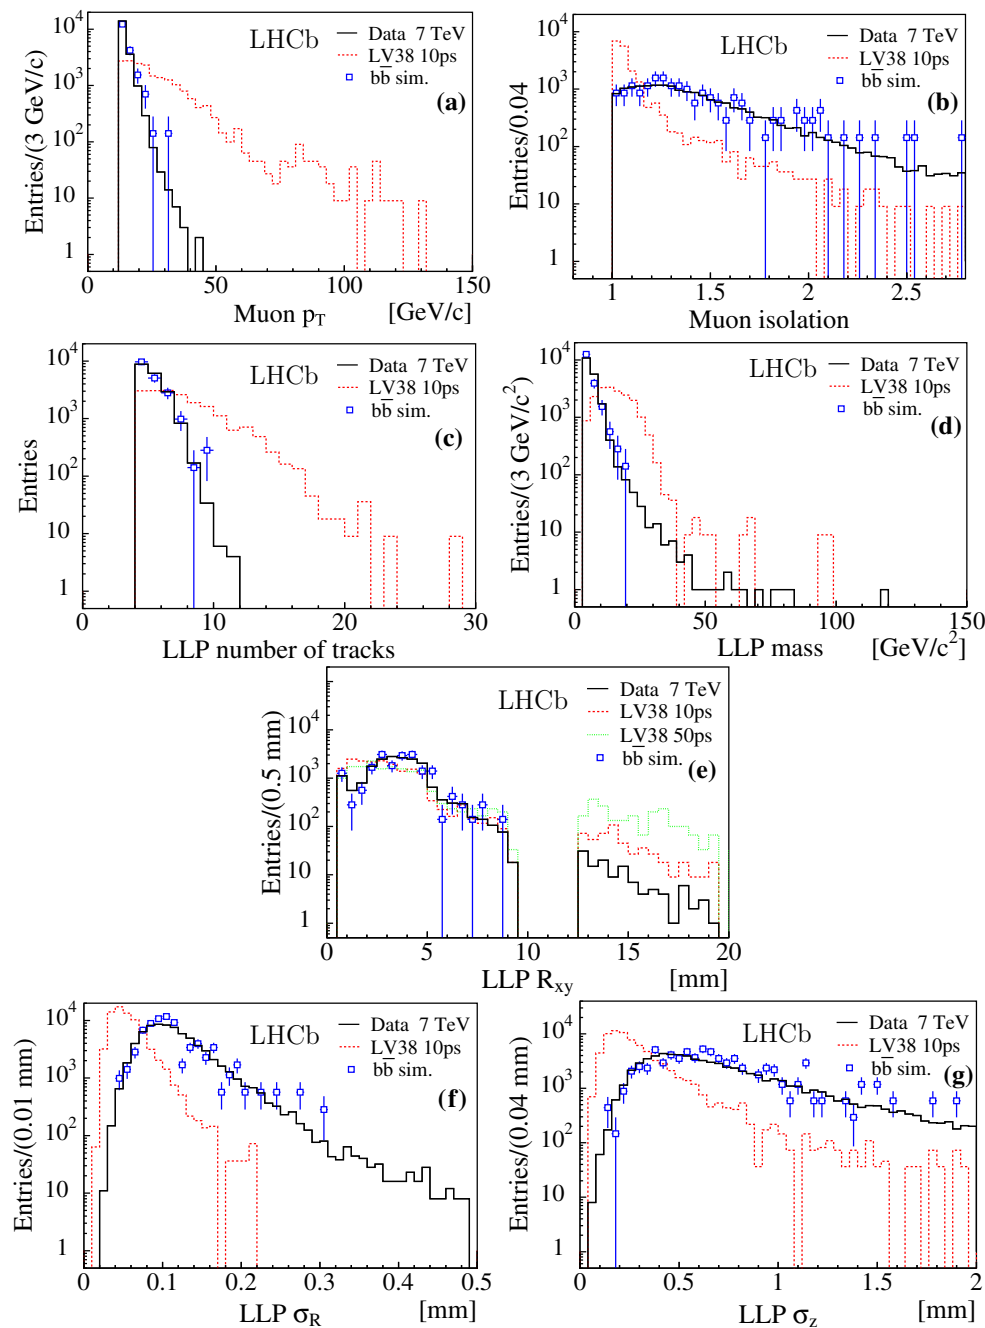 10⁴
10³
10²
10
1
Entries/(3 GeV/c)
LHCb
Data 7 TeV
LV38 10ps
bb̅ sim.
(a)
0 50 100 150
Muon p_T [GeV/c]
10⁴
10³
10²
10
1
Entries/0.04
LHCb
Data 7 TeV
LV38 10ps
bb̅ sim.
(b)
1 1.5 2 2.5
Muon isolation
10⁴
10³
10²
10
1
Entries
LHCb
Data 7 TeV
LV38 10ps
bb̅ sim.
(c)
0 10 20 30
LLP number of tracks
10⁴
10³
10²
10
1
Entries/(3 GeV/c²)
LHCb
Data 7 TeV
LV38 10ps
bb̅ sim.
(d)
0 50 100 150
LLP mass [GeV/c²]
10⁴
10³
10²
10
1
Entries/(0.5 mm)
LHCb
Data 7 TeV
LV38 10ps
LV38 50ps
bb̅ sim.
(e)
0 5 10 15 20
LLP R_xy [mm]
10⁴
10³
10²
10
1
Entries/(0.01 mm)
LHCb
Data 7 TeV
LV38 10ps
bb̅ sim.
(f)
0 0.1 0.2 0.3 0.4 0.5
LLP σ_R [mm]
10⁴
10³
10²
10
1
Entries/(0.04 mm)
LHCb
Data 7 TeV
LV38 10ps
bb̅ sim.
(g)
0 0.5 1 1.5 2
LLP σ_z [mm]